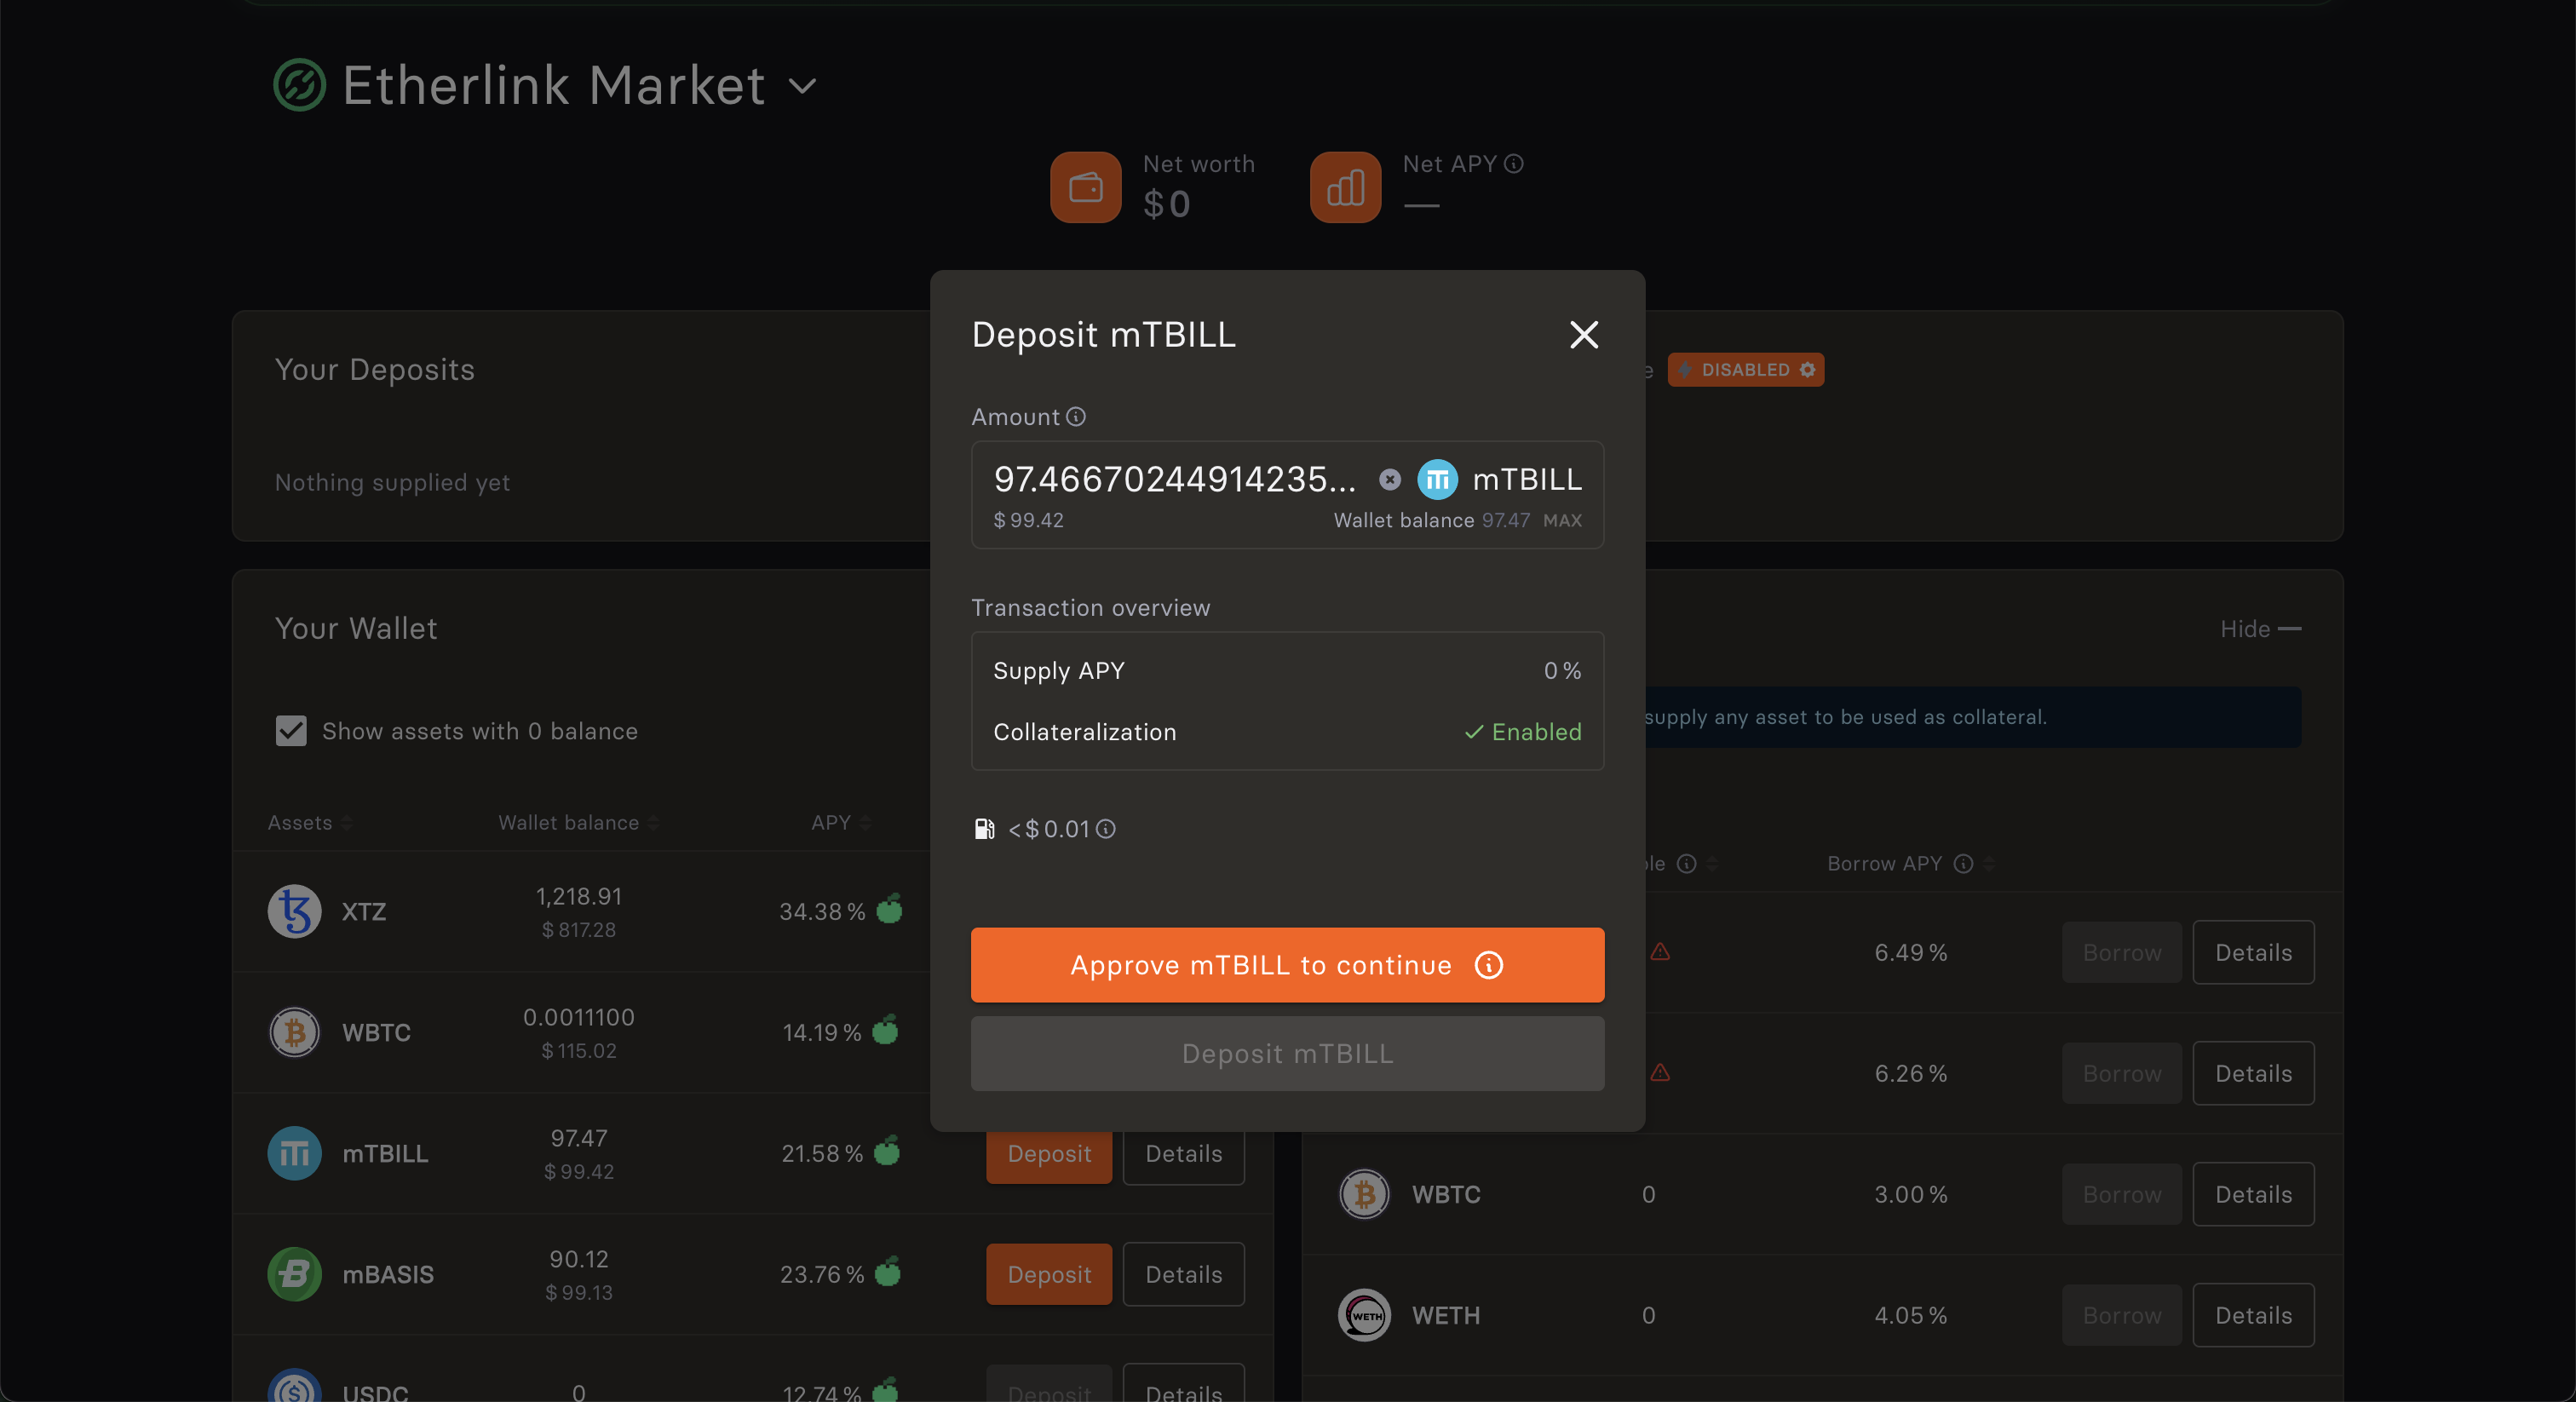 Etherlink Market
Net worth
$ 0
Net APY
—
Your Deposits
Nothing supplied yet
DISABLED
Deposit mTBILL
Amount
97.46670244914235... mTBILL
$ 99.42 Wallet balance 97.47 MAX
Transaction overview
Supply APY 0 %
Collateralization Enabled
< $ 0.01
Approve mTBILL to continue
Deposit mTBILL
Your Wallet
Show assets with 0 balance
Assets Wallet balance APY
XTZ 1,218.91 34.38 %
$ 817.28
WBTC 0.0011100 14.19 %
$ 115.02
mTBILL 97.47 21.58 % Deposit Details
$ 99.42
mBASIS 90.12 23.76 % Deposit Details
$ 99.13
USDC 0 12.74 % Deposit Details
Hide —
supply any asset to be used as collateral.
Borrow APY
6.49 % Borrow Details
6.26 % Borrow Details
WBTC 0 3.00 % Borrow Details
WETH 0 4.05 % Borrow Details